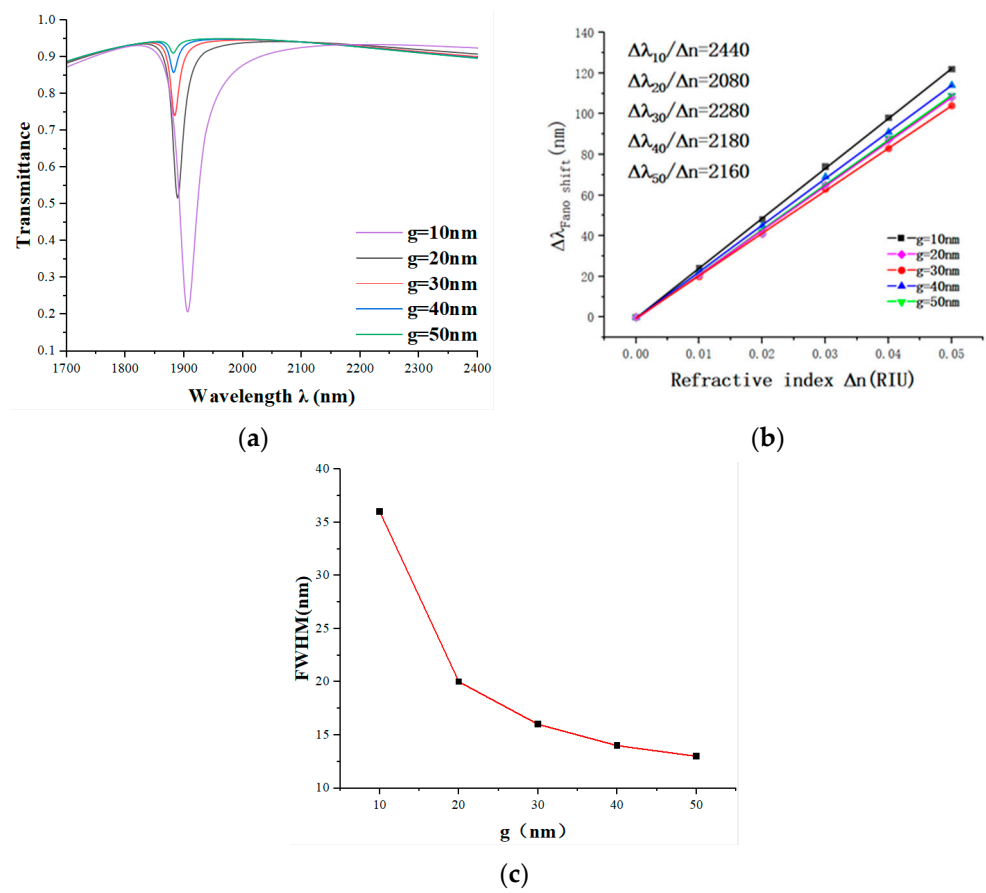 1.0
0.9
0.8
0.7
0.6
0.5
0.4
0.3
0.2
0.1
Transmittance
g=10nm
g=20nm
g=30nm
g=40nm
g=50nm
1700 1800 1900 2000 2100 2200 2300 2400
Wavelength λ (nm)
(a)
140
120
100
80
60
40
20
0
Δλ_Fano shift (nm)
Δλ₁₀/Δn=2440
Δλ₂₀/Δn=2080
Δλ₃₀/Δn=2280
Δλ₄₀/Δn=2180
Δλ₅₀/Δn=2160
g=10nm
g=20nm
g=30nm
g=40nm
g=50nm
0.00 0.01 0.02 0.03 0.04 0.05
Refractive index Δn(RIU)
(b)
40
35
30
25
20
15
10
FWHM(nm)
10 20 30 40 50
g（nm）
(c)